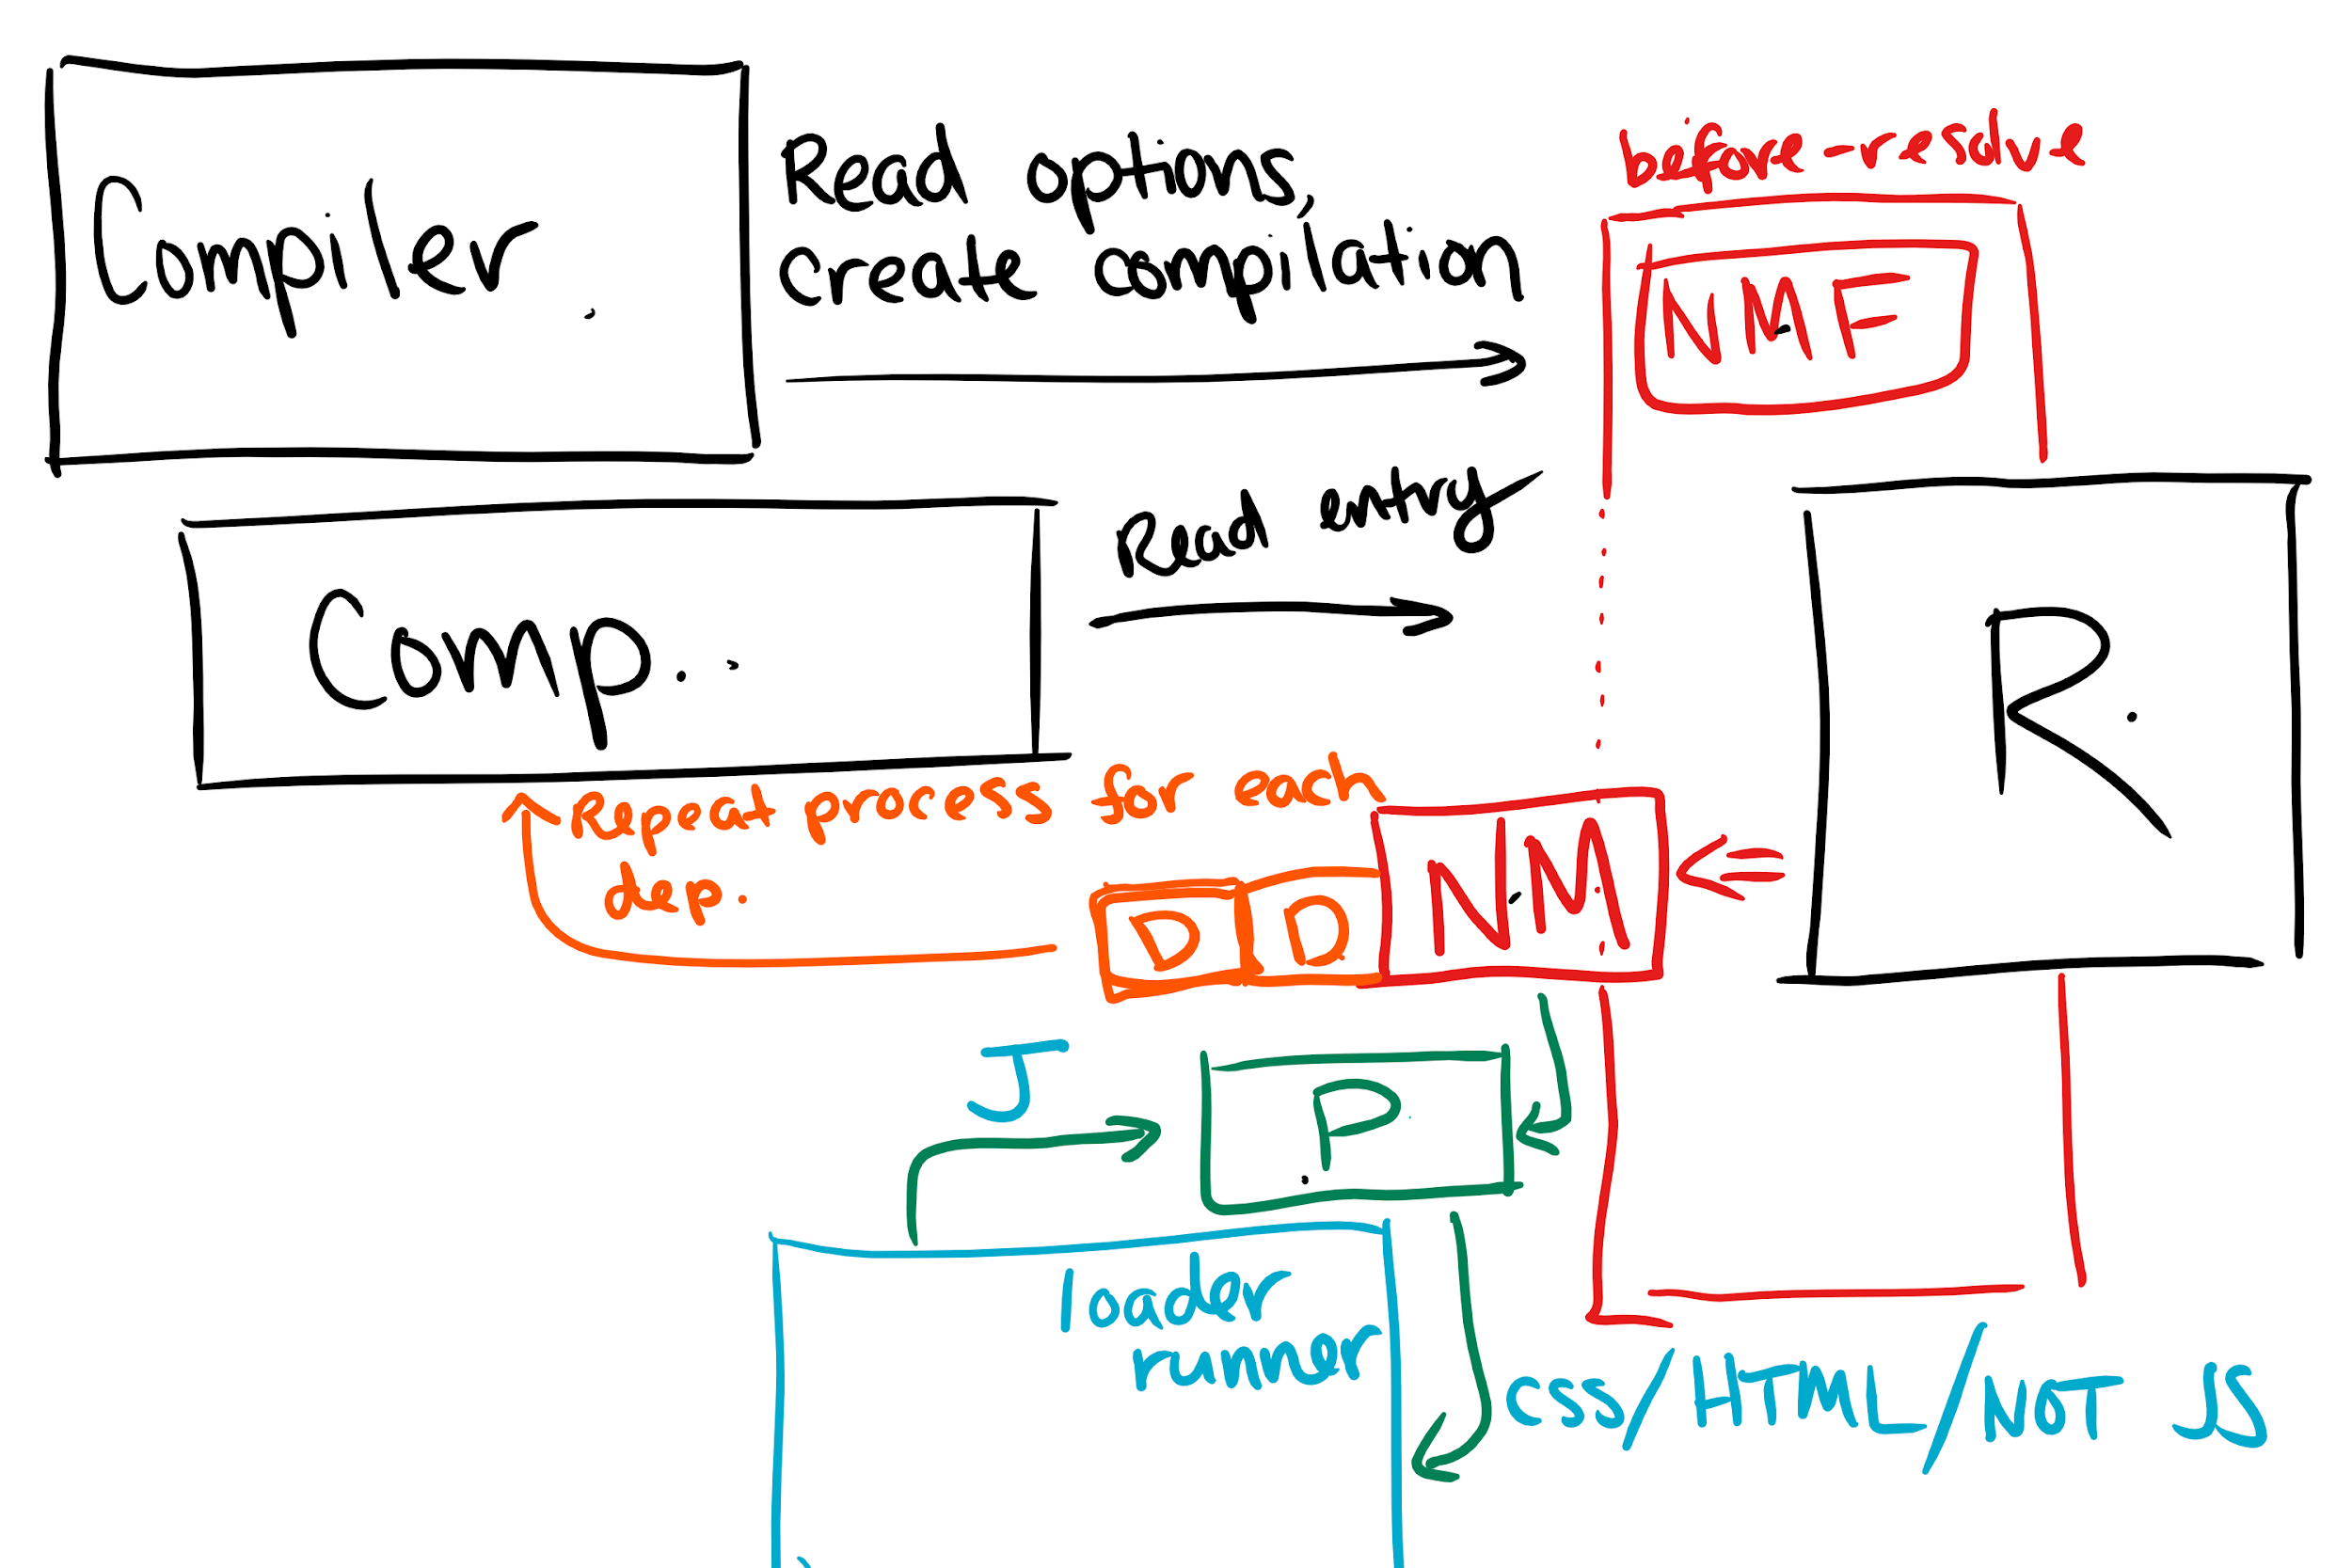 Compiler
Read options,
create compilation
before resolve
NMF
Read entry
Comp.
R.
Repeat process for each
dep.
D
D
NM
J
P
loader
runner
CSS/HTML/NOT JS